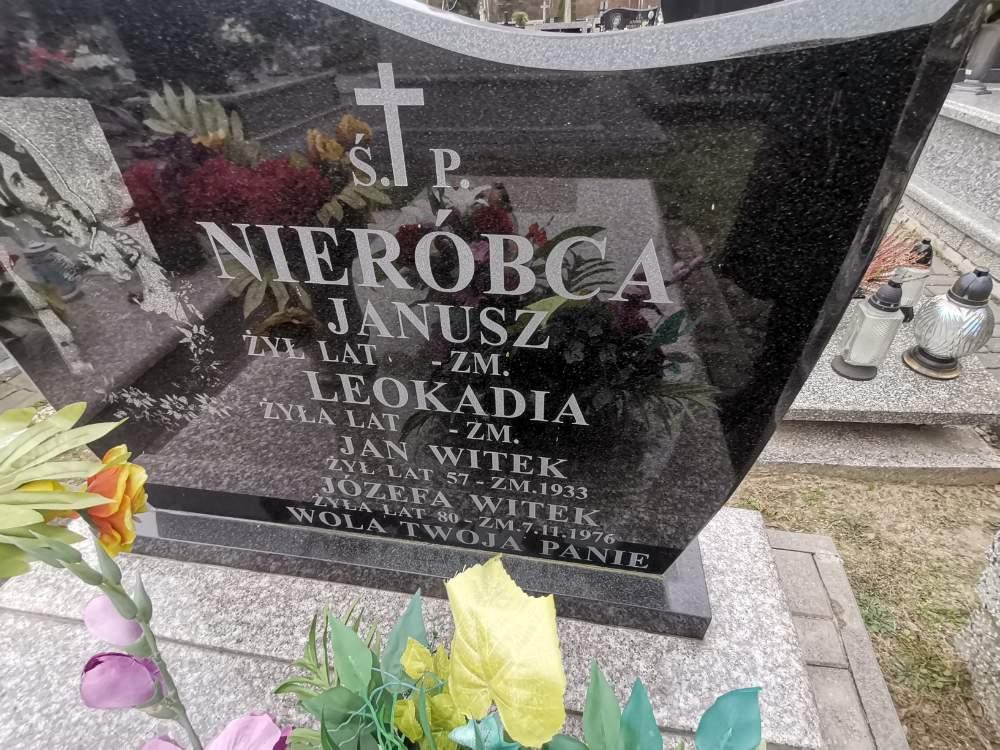 Ś. P.
NIERÓBCA
JANUSZ
ŻYŁ LAT - ZM.
LEOKADIA
ŻYŁA LAT - ZM.
JAN WITEK
ŻYŁ LAT 57 - ZM.1933
JÓZEFA WITEK
ŻYŁA LAT 80 - ZM.7.11.1976
WOLA TWOJA PANIE